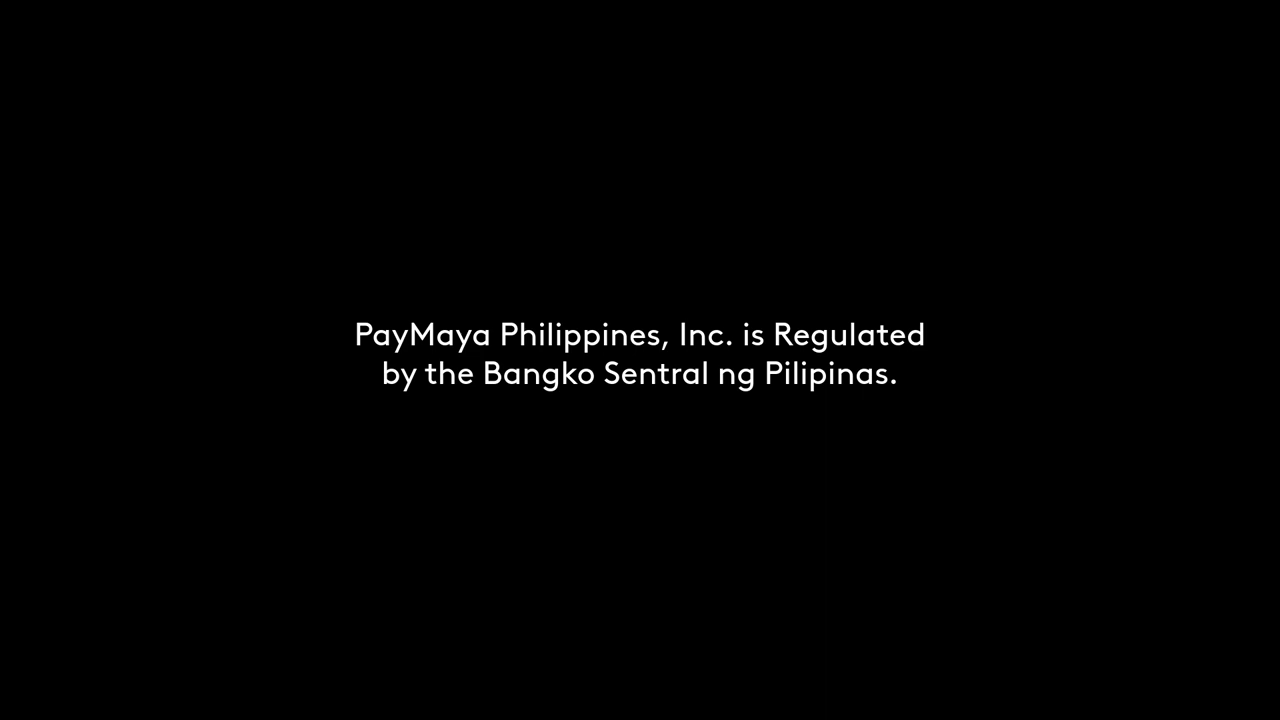 PayMaya Philippines, Inc. is Regulated
by the Bangko Sentral ng Pilipinas.